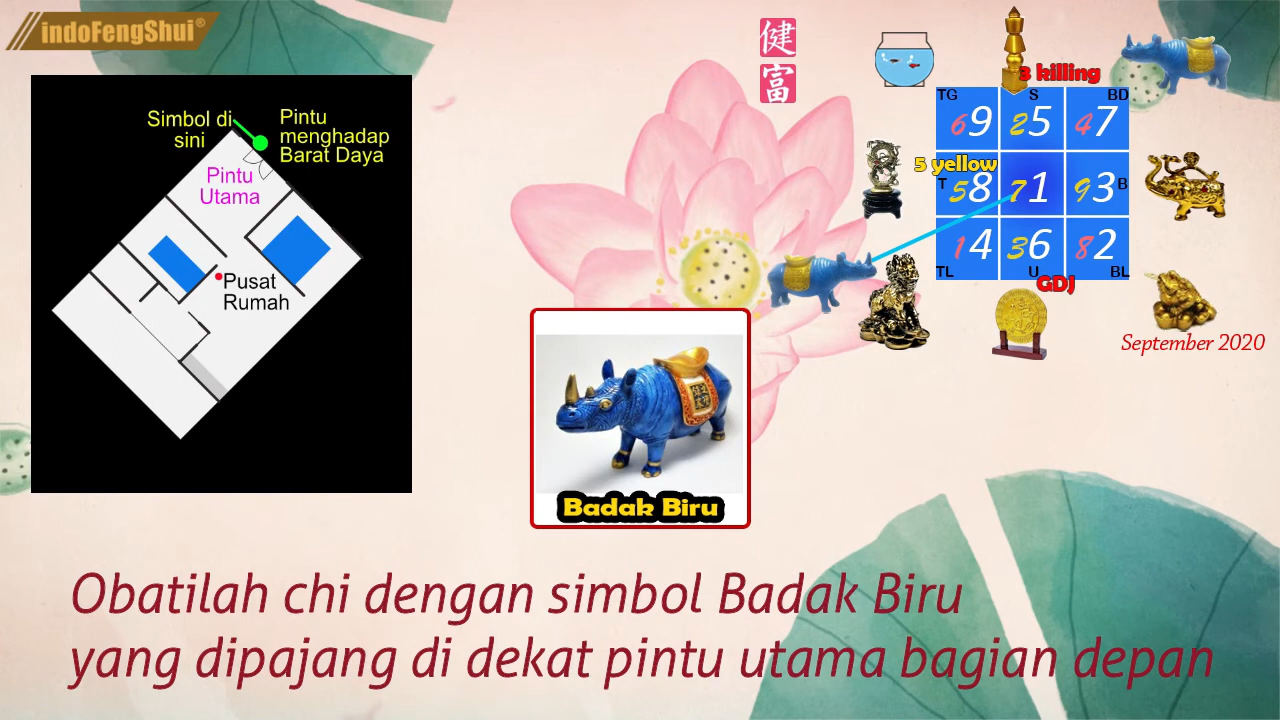 indoFengShui®
Simbol di
sini
Pintu
menghadap
Barat Daya
Pintu
Utama
Pusat
Rumah
健
富
3 killing
TG S BD
69 25 47
5 yellow
T 58 71 93 B
14 36 82
TL U BL
GDJ
September 2020
Badak Biru
Obatilah chi dengan simbol Badak Biru
yang dipajang di dekat pintu utama bagian depan